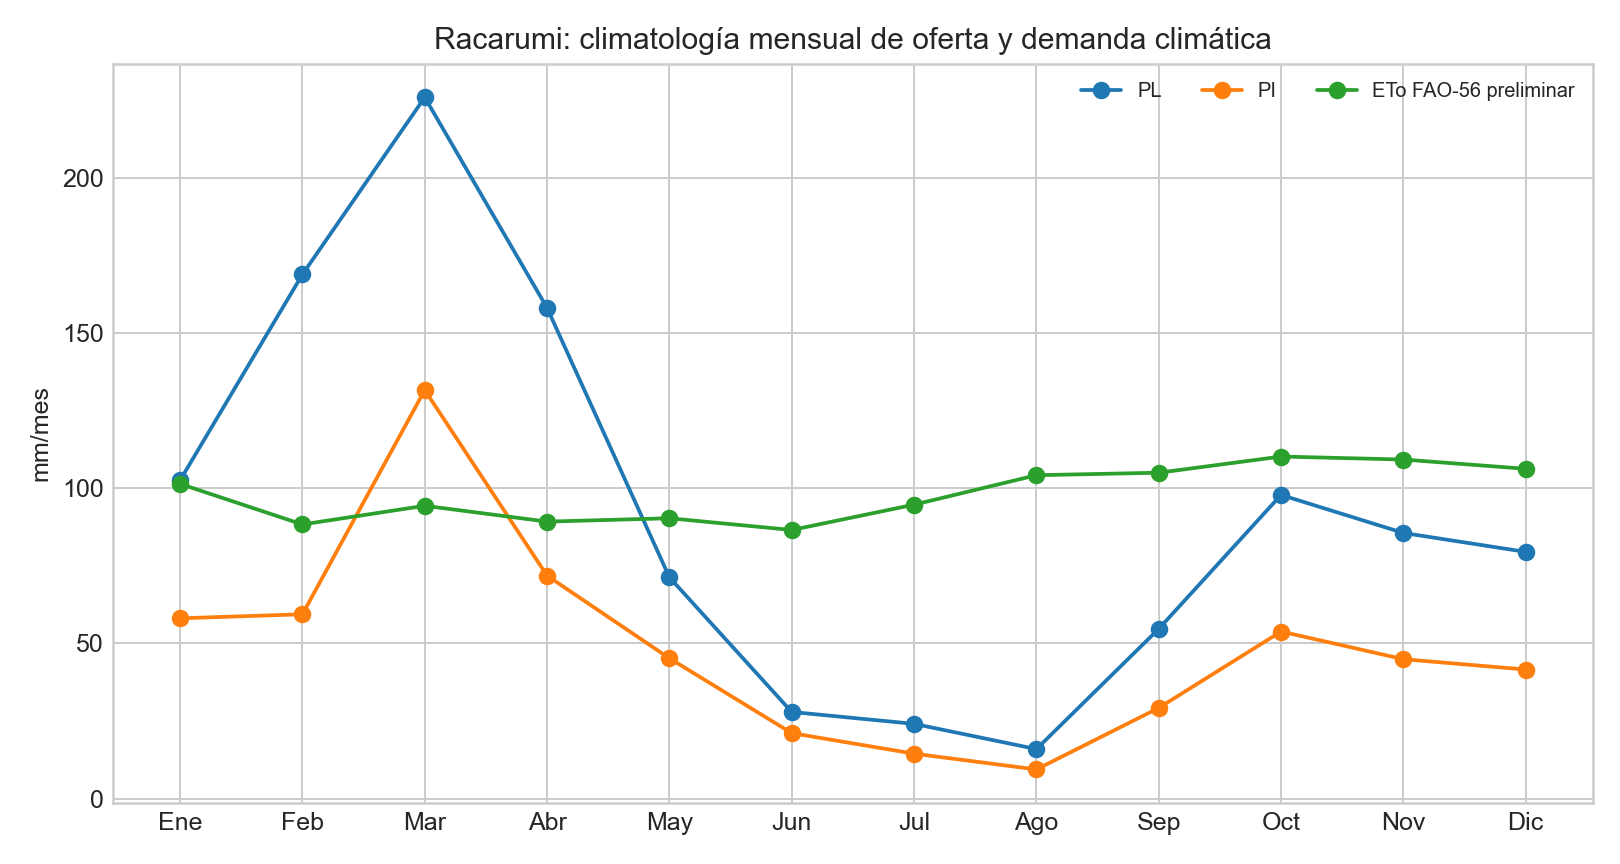 Racarumi: climatología mensual de oferta y demanda climática
PL PI ETo FAO-56 preliminar
mm/mes
200
150
100
50
0
Ene Feb Mar Abr May Jun Jul Ago Sep Oct Nov Dic